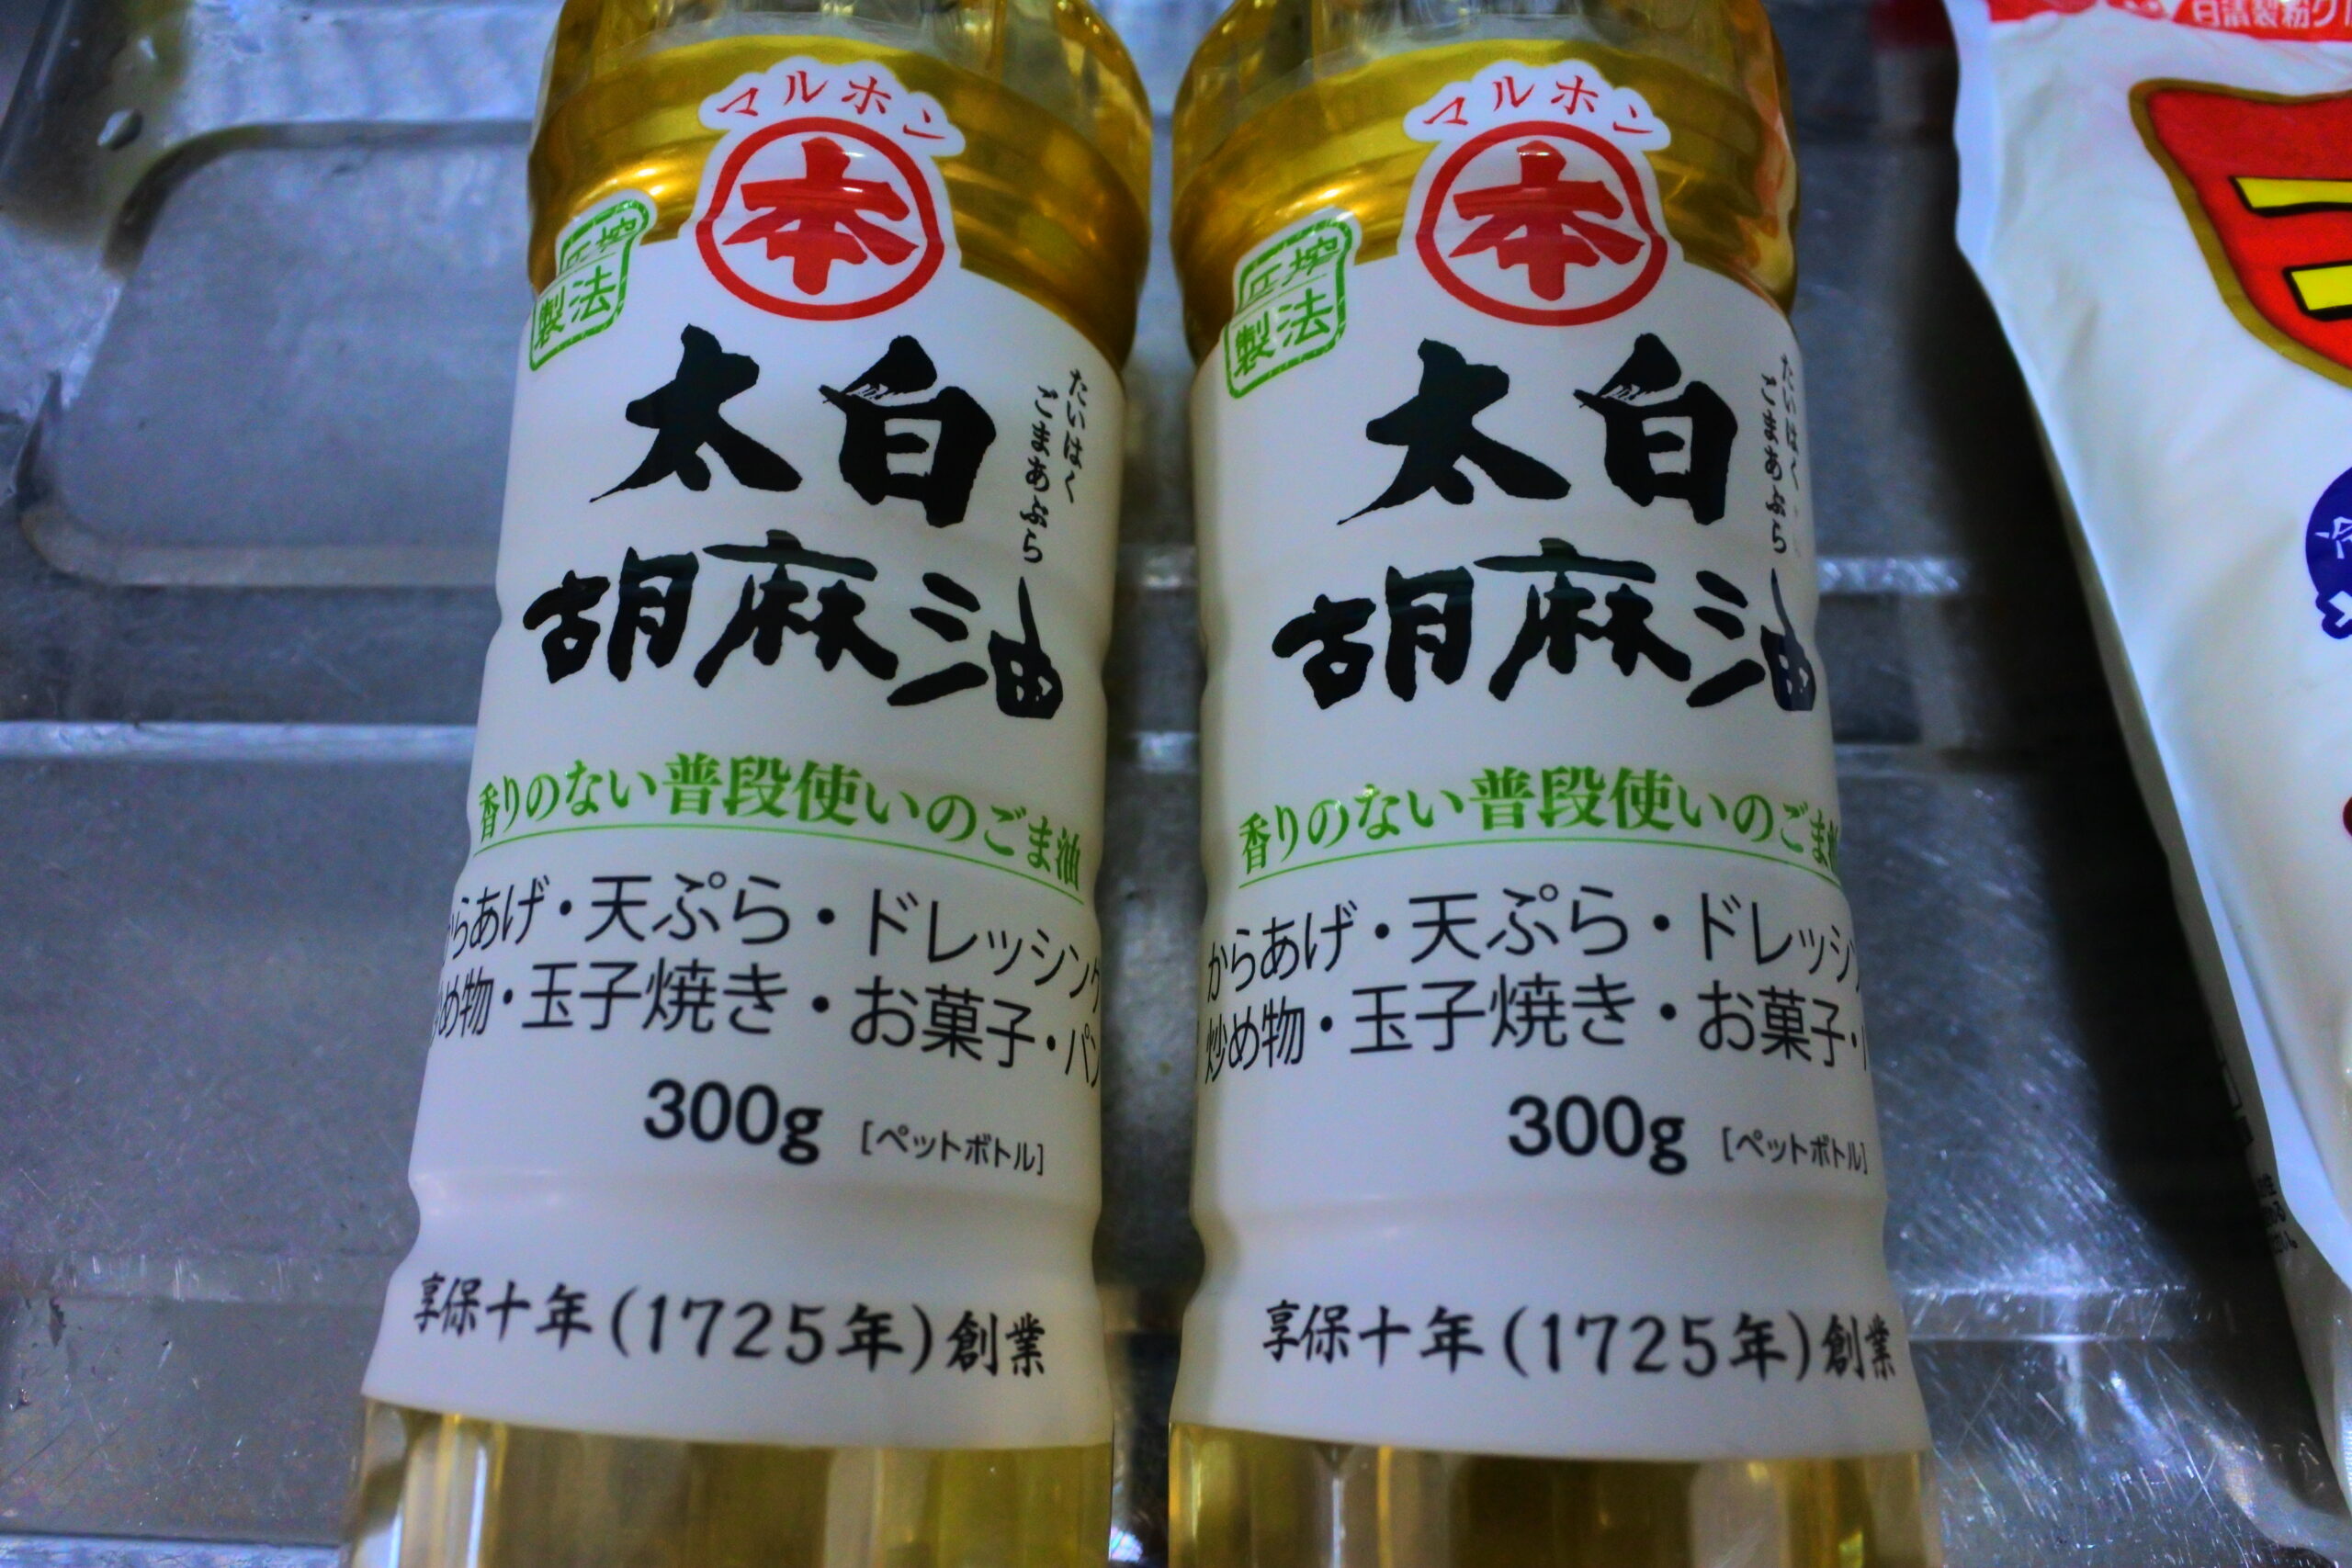 マルホン
本
圧搾
製法
太白
胡麻油
たいはく
ごまあぶら
香りのない普段使いのごま油
からあげ・天ぷら・ドレッシング
炒め物・玉子焼き・お菓子・パン
300g [ペットボトル]
享保十年(1725年)創業
マルホン
本
圧搾
製法
太白
胡麻油
たいはく
ごまあぶら
香りのない普段使いのごま油
からあげ・天ぷら・ドレッシ
炒め物・玉子焼き・お菓子・
300g [ペットボトル]
享保十年(1725年)創業
日清製粉